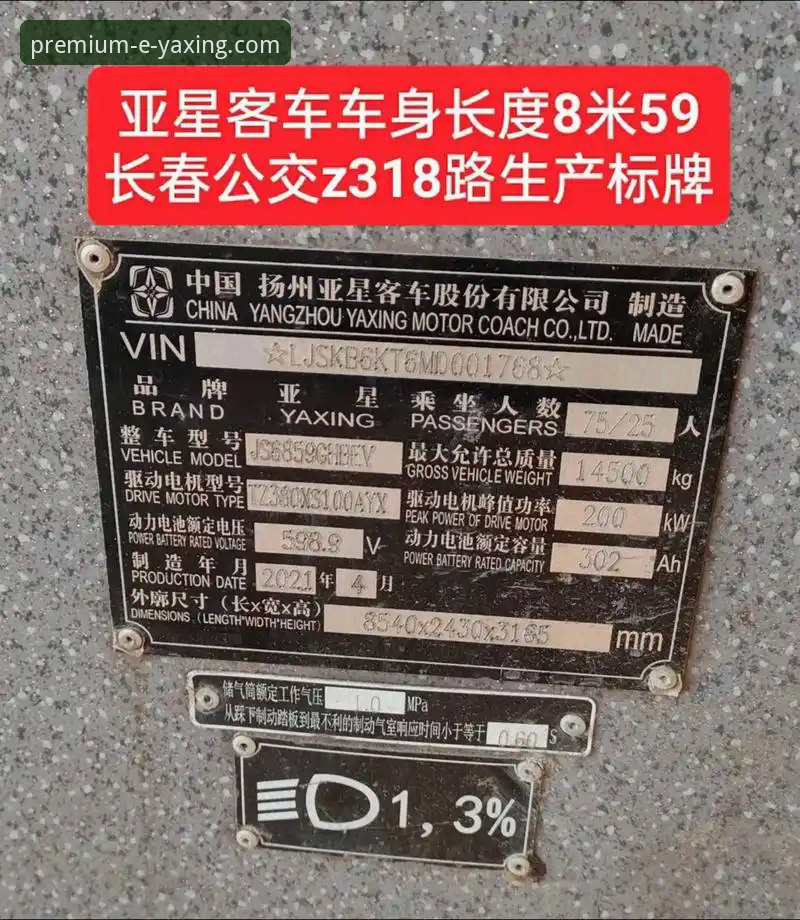 premium-e-yaxing.com
亚星客车车身长度8米59
长春公交z318路生产标牌
中国 扬州亚星客车股份有限公司 制造
CHINA YANGZHOU YAXING MOTOR COACH CO.,LTD. MADE
VIN ☆LJSKB6KT6MD001768☆
品牌 亚星 乘坐人数 75/25 人
BRAND YAXING PASSENGERS
整车型号 JS6859GHBEV 最大允许总质量 14500 kg
VEHICLE MODEL GROSS VEHICLE WEIGHT
驱动电机型号 TZ360XS100AYX 驱动电机峰值功率 200 kW
DRIVE MOTOR TYPE PEAK POWER OF DRIVE MOTOR
动力电池额定电压 598.9 V 动力电池额定容量 302 Ah
POWER BATTERY RATED VOLTAGE POWER BATTERY RATED CAPACITY
制造年月 2021 年 4 月
PRODUCTION DATE
外廓尺寸（长×宽×高） 8540x2430x3165 mm
DIMENSIONS (LENGTH*WIDTH*HEIGHT)
储气筒额定工作气压 1.0 MPa
从踩下制动踏板到最不利的制动气室响应时间小于等于 0.60 S
1,3%